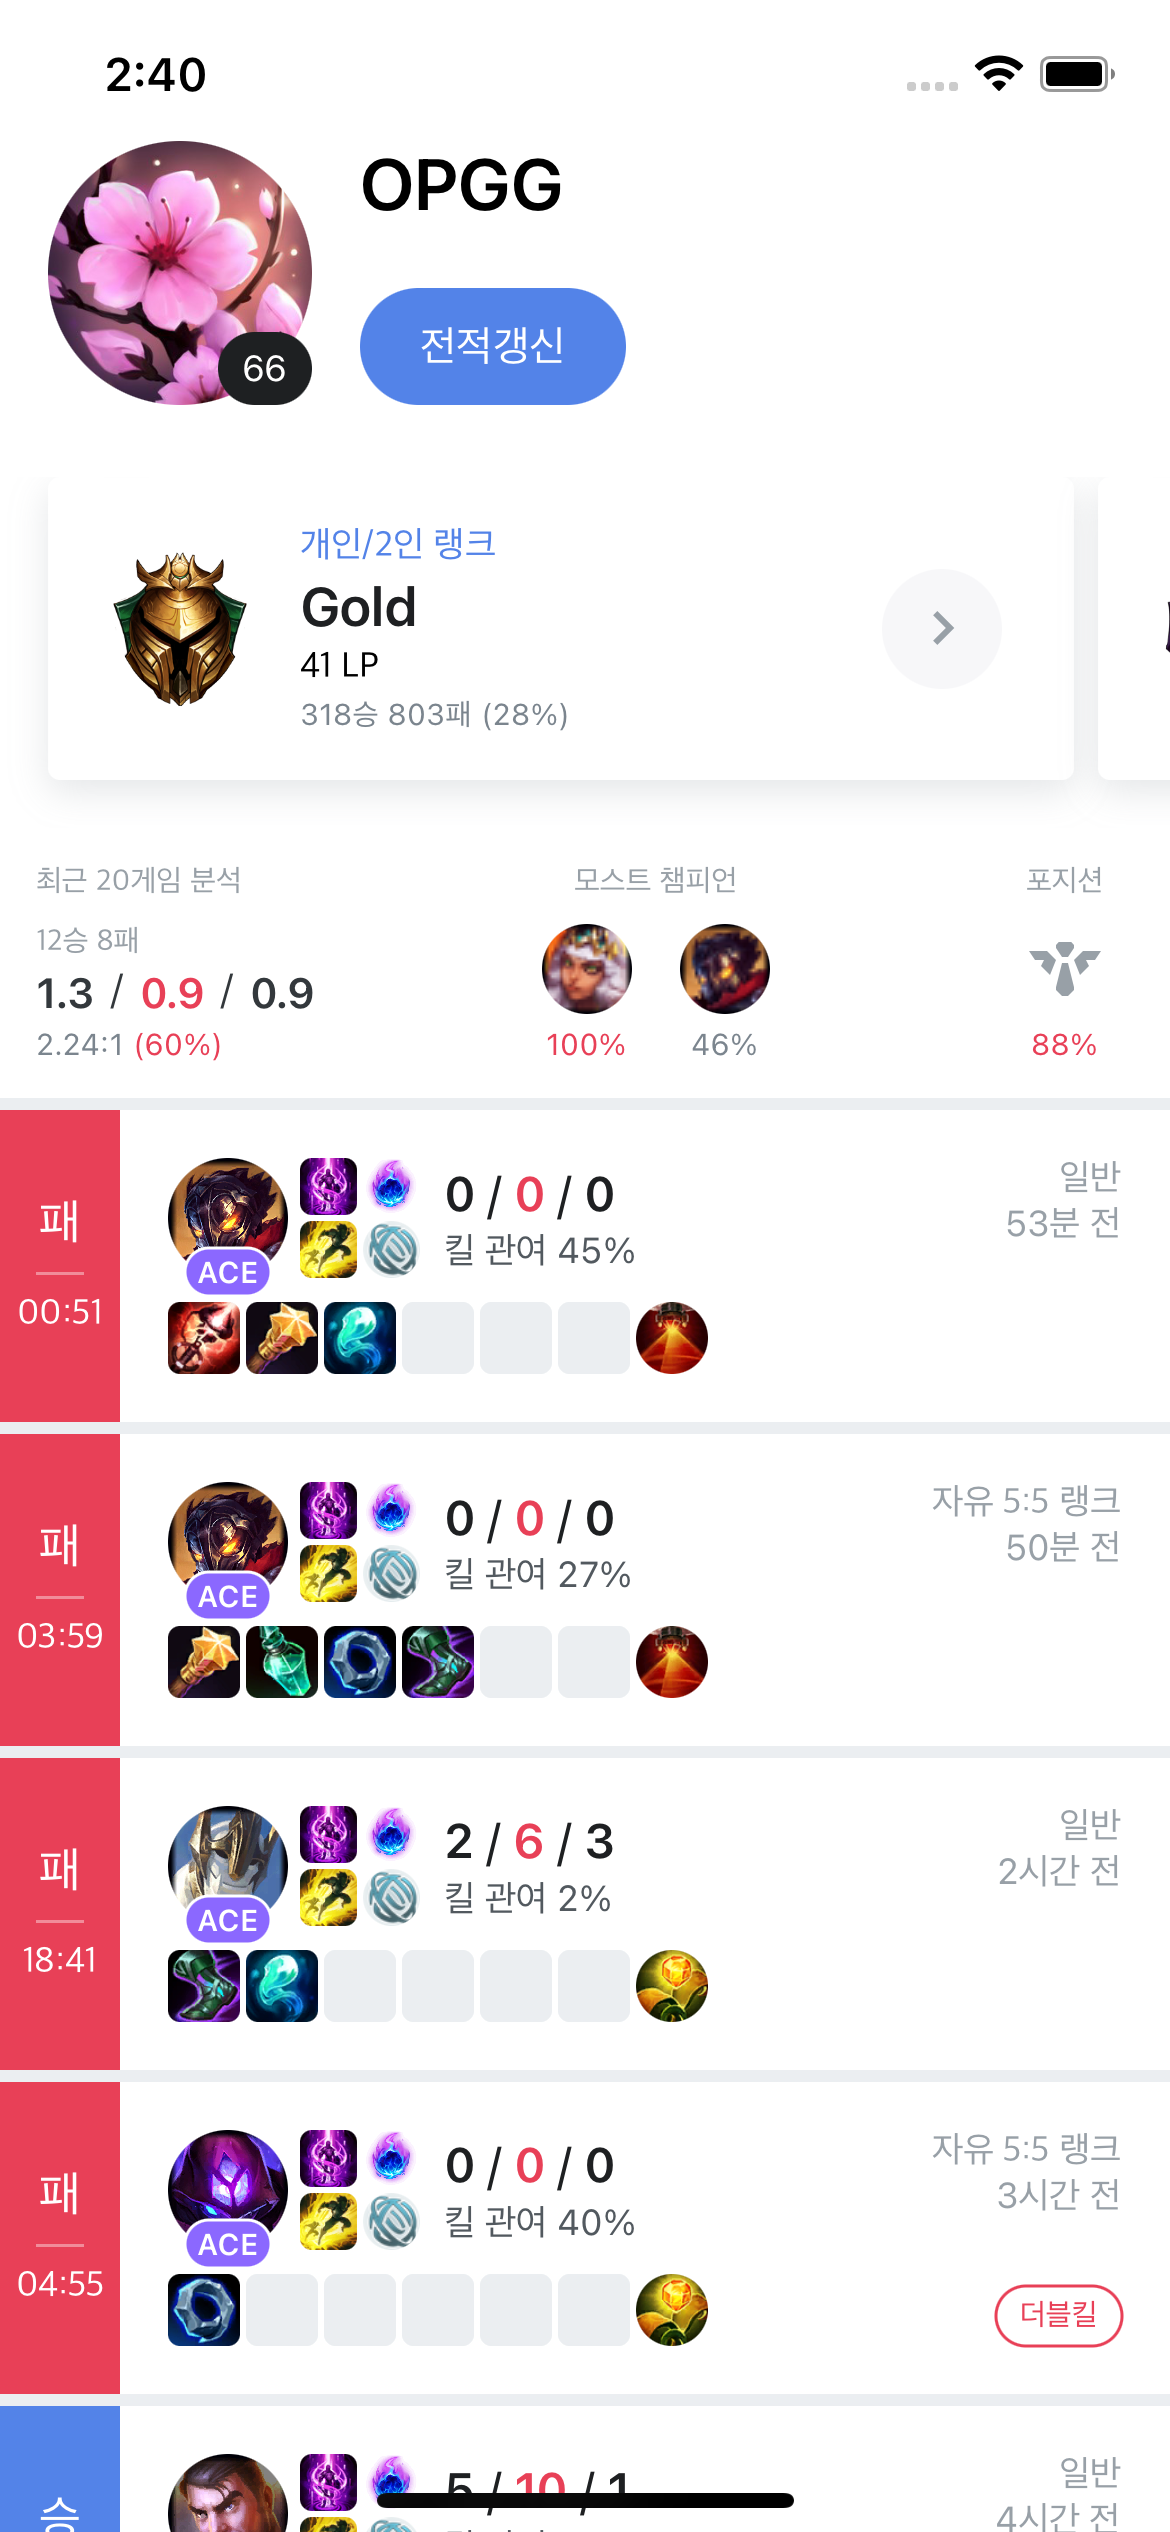 2:40
OPGG
66
전적갱신
개인/2인 랭크
Gold
41 LP
318승 803패 (28%)
최근 20게임 분석
12승 8패
1.3 / 0.9 / 0.9
2.24:1 (60%)
모스트 챔피언
100%
46%
포지션
88%
패
00:51
ACE
0 / 0 / 0
킬 관여 45%
일반
53분 전
패
03:59
ACE
0 / 0 / 0
킬 관여 27%
자유 5:5 랭크
50분 전
패
18:41
ACE
2 / 6 / 3
킬 관여 2%
일반
2시간 전
패
04:55
ACE
0 / 0 / 0
킬 관여 40%
자유 5:5 랭크
3시간 전
더블킬
승
5 / 10 / 1
일반
4시간 전